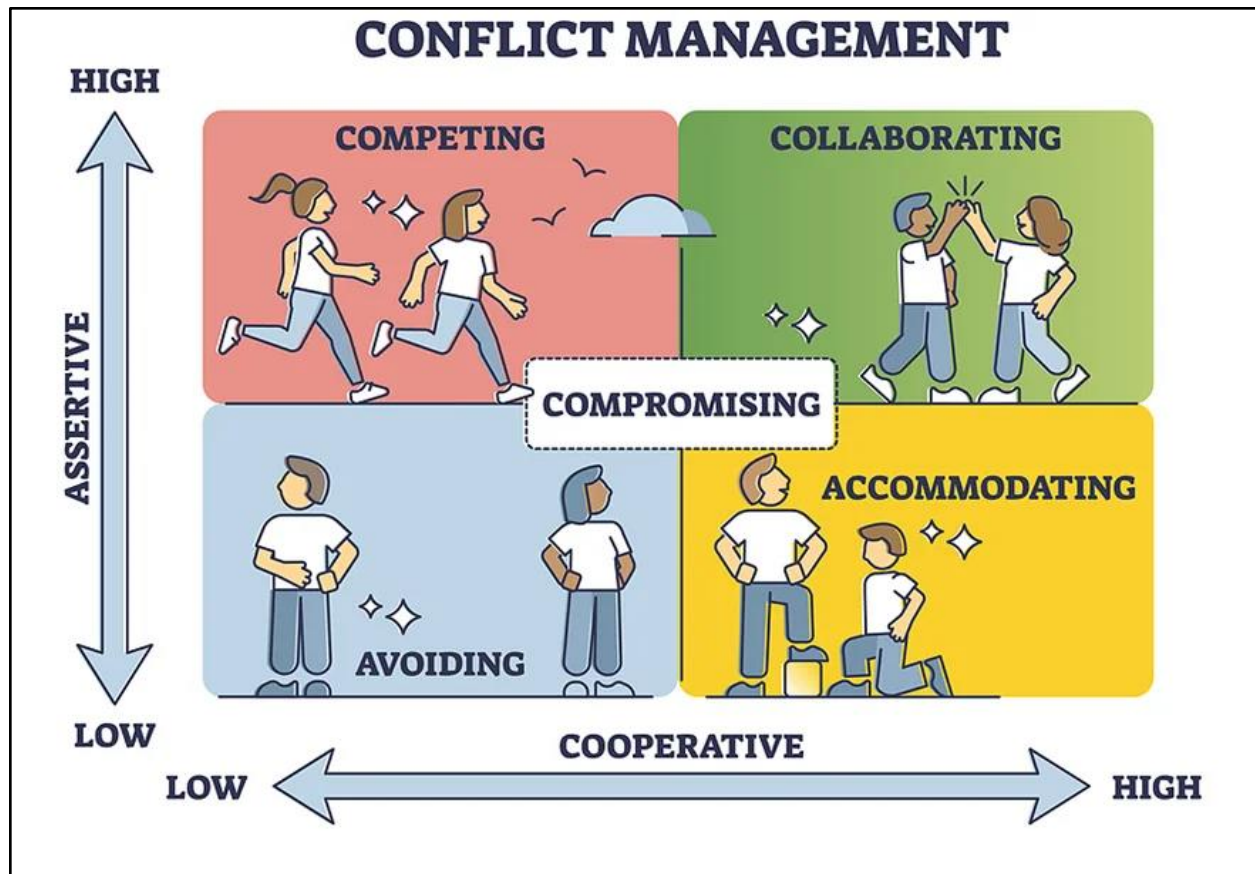 CONFLICT MANAGEMENT
HIGH
COMPETING
COLLABORATING
ASSERTIVE
COMPROMISING
ACCOMMODATING
AVOIDING
LOW
COOPERATIVE
LOW
HIGH